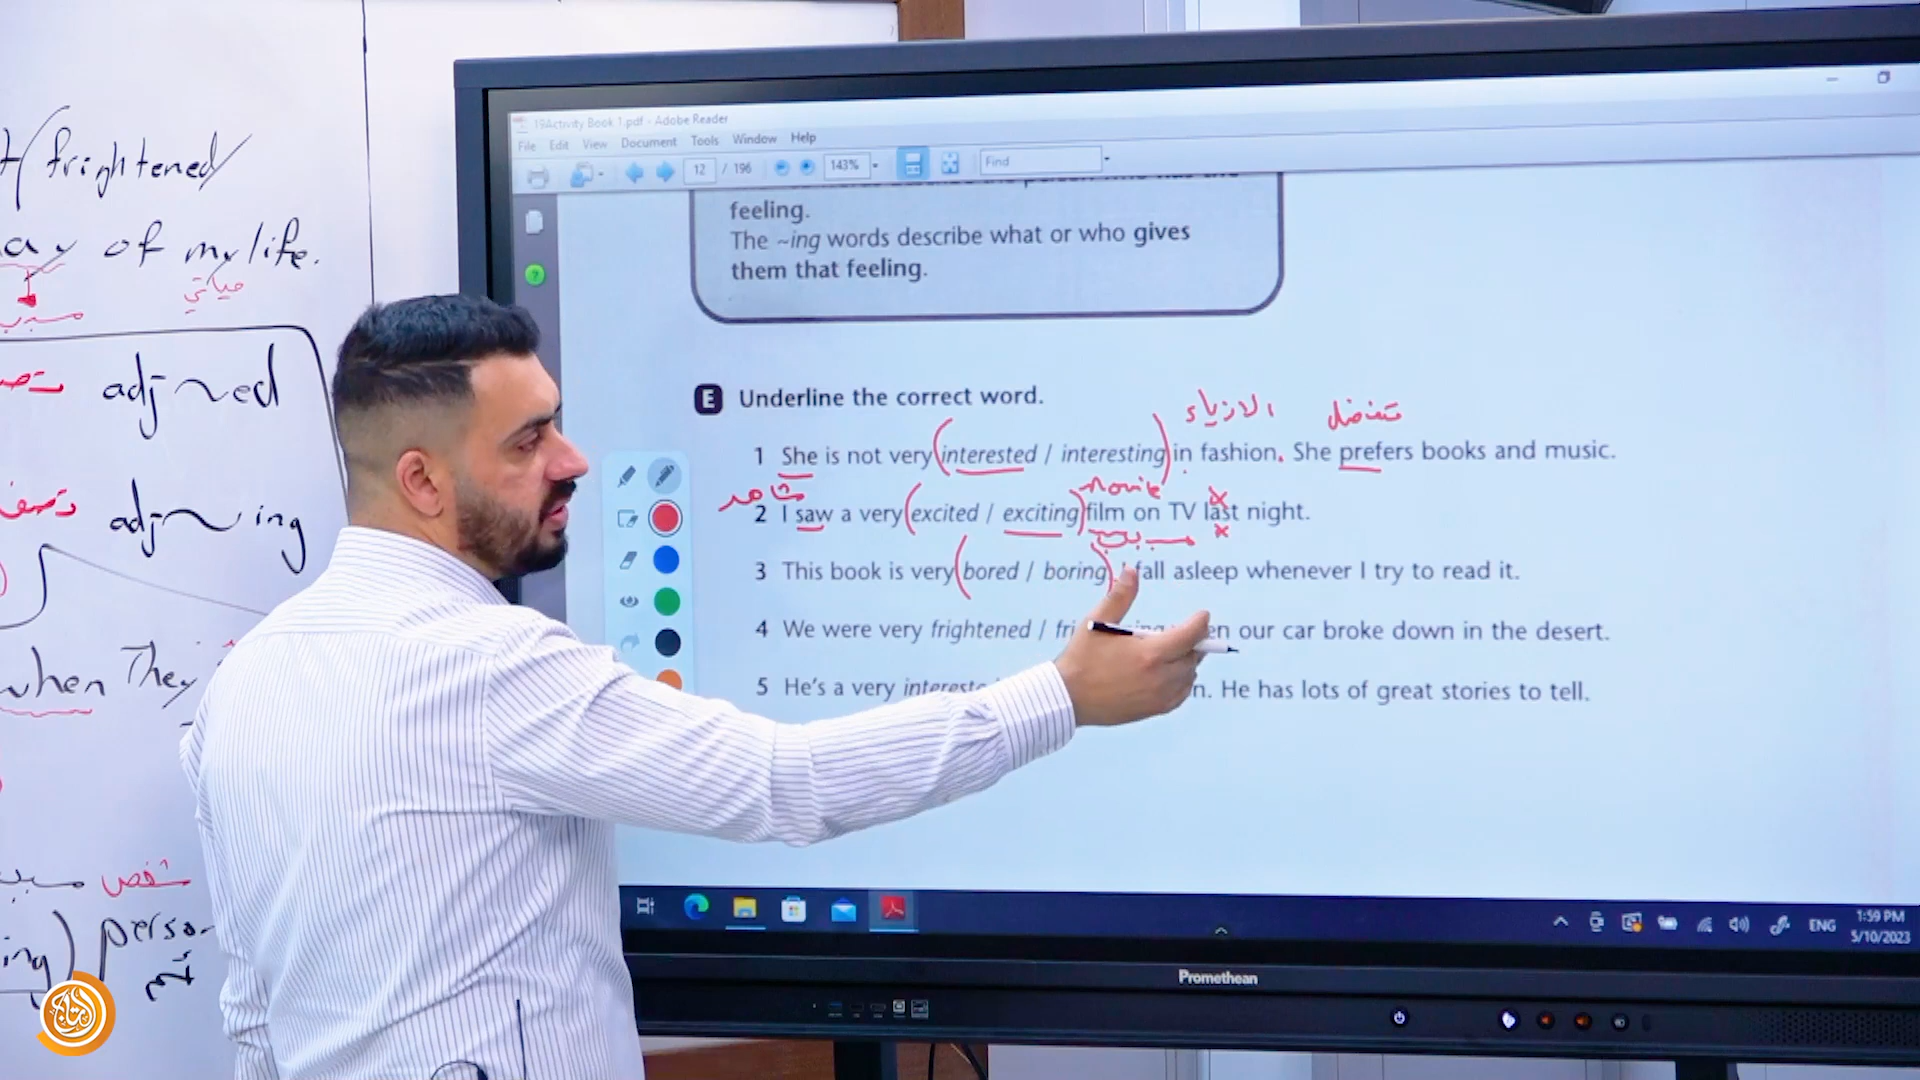 frightened
of my life.
حياتي
adj ~ed
adj ~ing
when They
شخص
ing)
19Activity Book 1.pdf - Adobe Reader
File Edit View Document Tools Window Help
12 / 196 143% Find
feeling.
The ~ing words describe what or who gives
them that feeling.
E Underline the correct word.
الازياء تفضل
1 She is not very (interested / interesting) in fashion. She prefers books and music.
شاهد movie
2 I saw a very (excited / exciting) film on TV last night.
3 This book is very (bored / boring). I fall asleep whenever I try to read it.
4 We were very frightened / our car broke down in the desert.
5 He's a very He has lots of great stories to tell.
ENG 1:59 PM
5/10/2023
Promethean